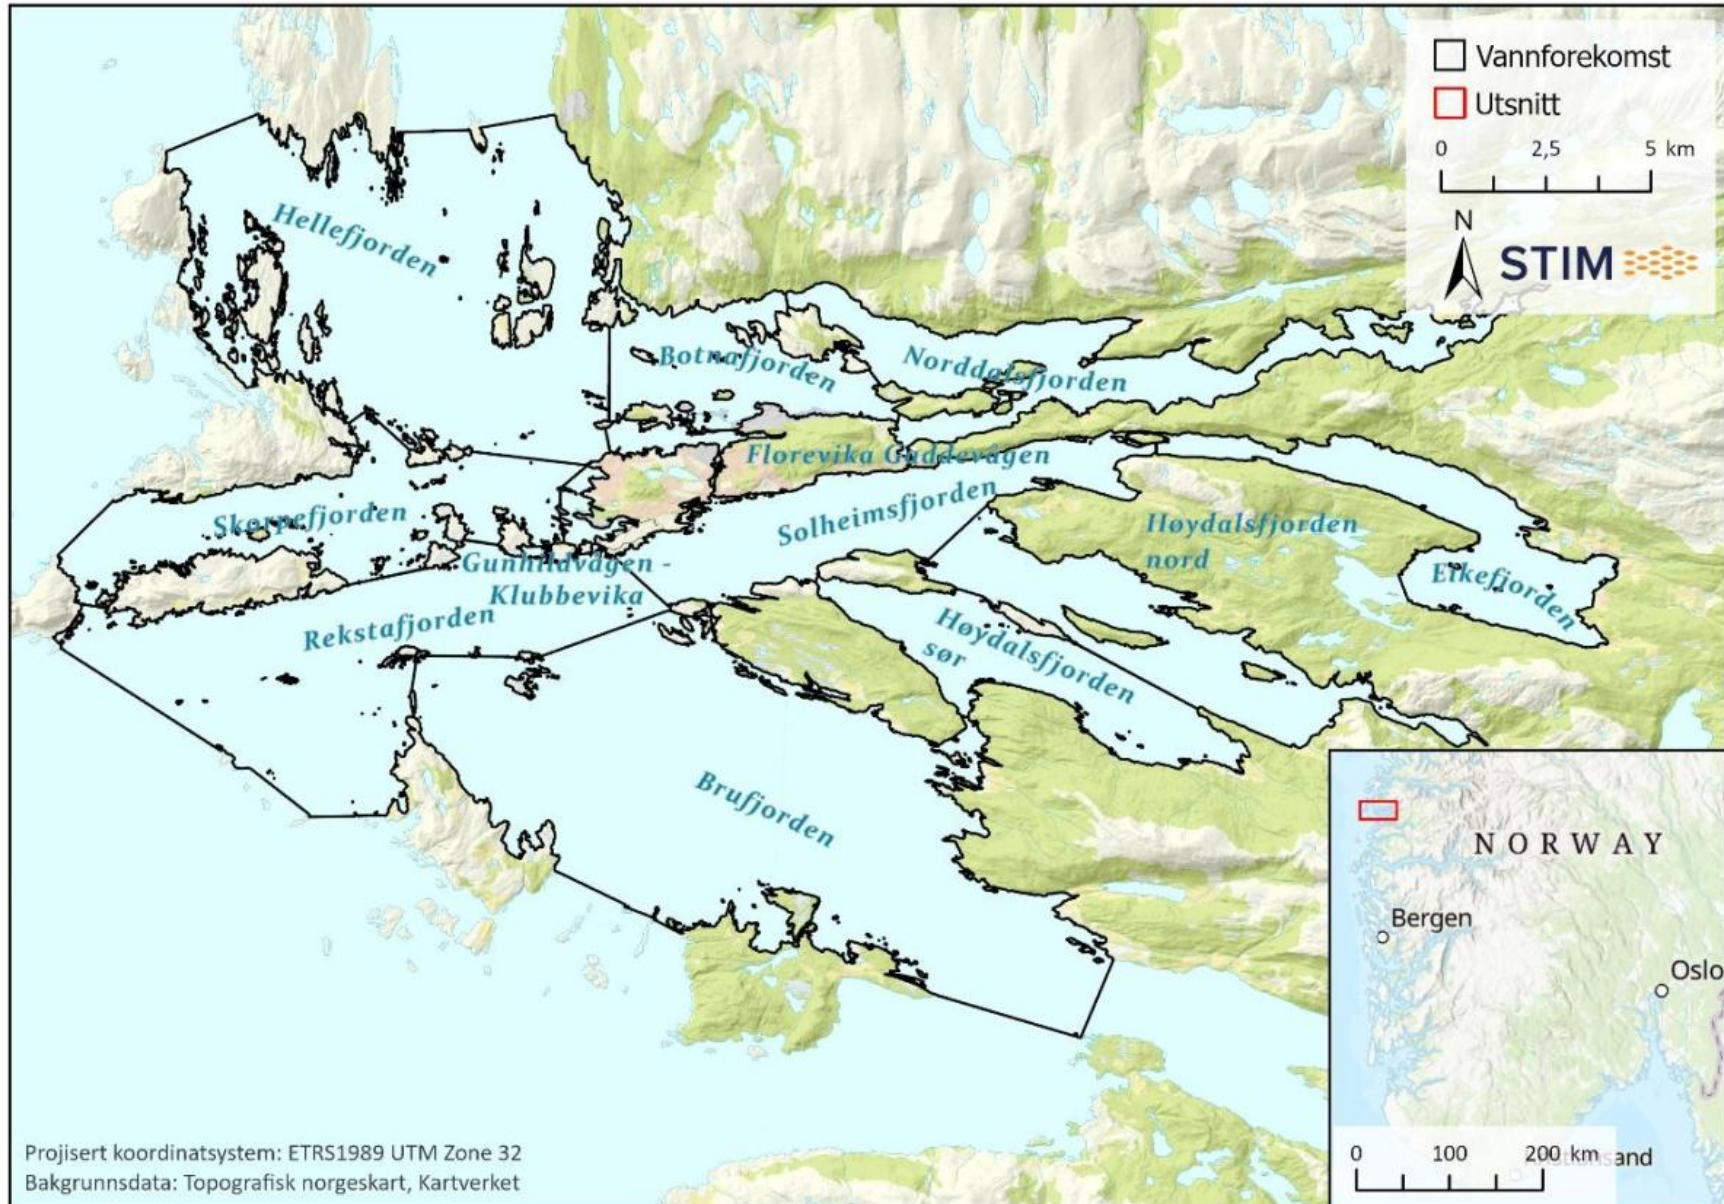 Vannforekomst
Utsnitt
0 2,5 5 km
N
STIM
Hellefjorden
Botnafjorden
Norddalsfjorden
Florevika Gaddevågen
Skorpefjorden
Solheimsfjorden
Høydalsfjorden
nord
Eikefjorden
Gunhildvågen -
Klubbevika
Rekstafjorden
Høydalsfjorden
sør
Brufjorden
NORWAY
Bergen
Oslo
0 100 200 km
Projisert koordinatsystem: ETRS1989 UTM Zone 32
Bakgrunnsdata: Topografisk norgeskart, Kartverket